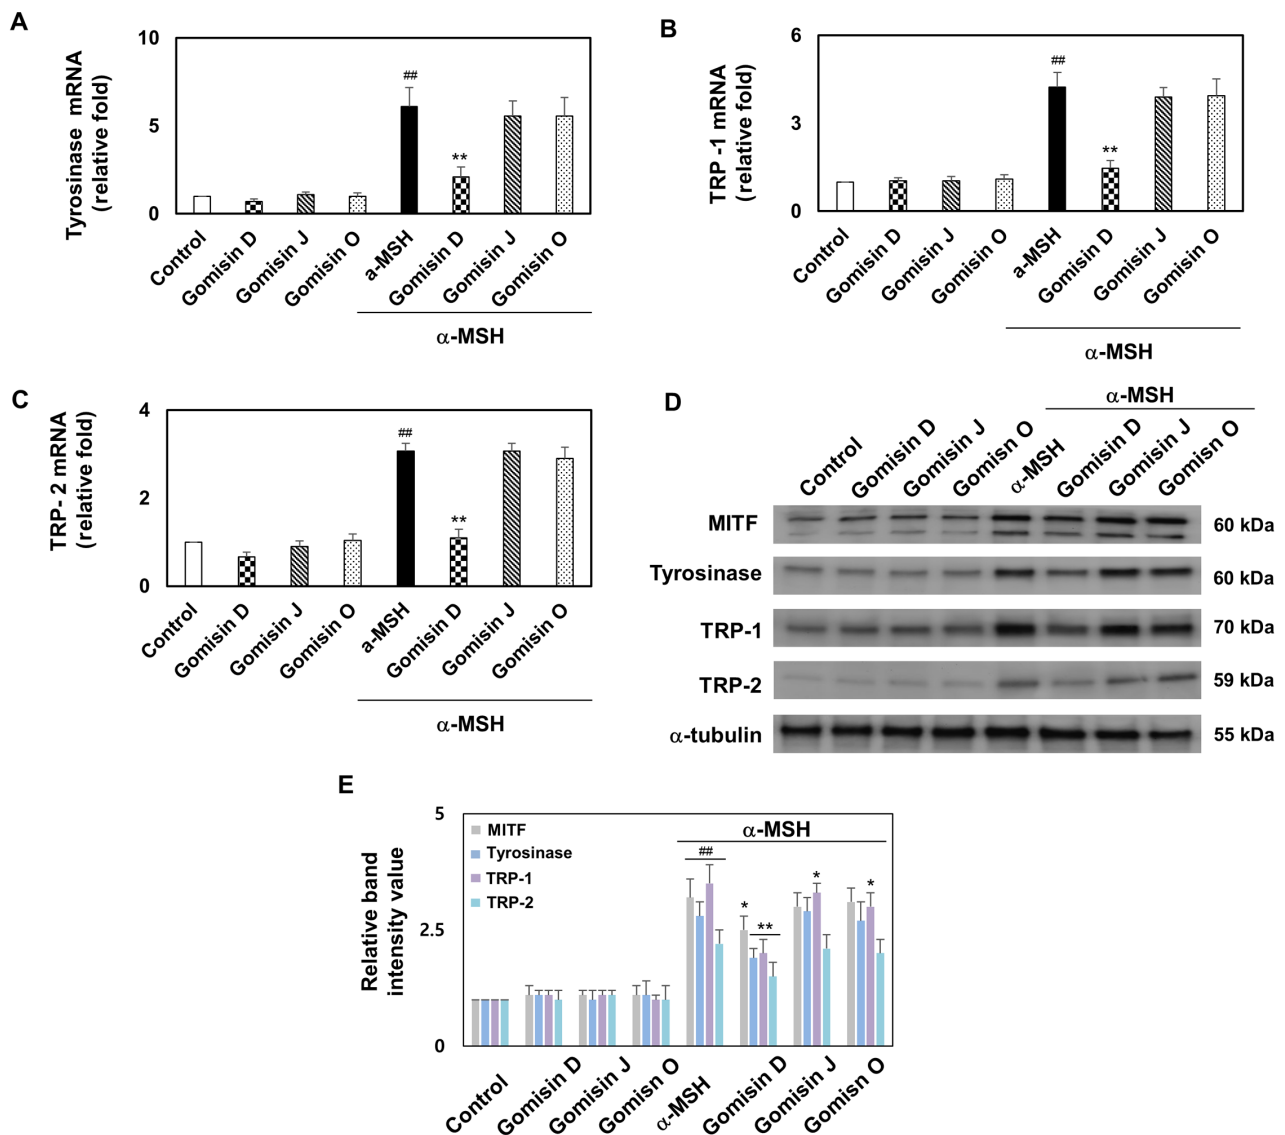 A
Tyrosinase mRNA
(relative fold)
10
5
0
##
**
Control
Gomisin D
Gomisin J
Gomisin O
a-MSH
Gomisin D
Gomisin J
Gomisin O
α-MSH
B
TRP -1 mRNA
(relative fold)
6
3
0
##
**
Control
Gomisin D
Gomisin J
Gomisin O
a-MSH
Gomisin D
Gomisin J
Gomisin O
α-MSH
C
TRP- 2 mRNA
(relative fold)
4
2
0
##
**
Control
Gomisin D
Gomisin J
Gomisin O
a-MSH
Gomisin D
Gomisin J
Gomisin O
α-MSH
D
α-MSH
Control
Gomisin D
Gomisin J
Gomisn O
α-MSH
Gomisin D
Gomisin J
Gomisn O
MITF 60 kDa
Tyrosinase 60 kDa
TRP-1 70 kDa
TRP-2 59 kDa
α-tubulin 55 kDa
E
Relative band
intensity value
5
2.5
0
MITF
Tyrosinase
TRP-1
TRP-2
α-MSH
##
*
**
*
*
Control
Gomisin D
Gomisin J
Gomisn O
α-MSH
Gomisin D
Gomisin J
Gomisn O